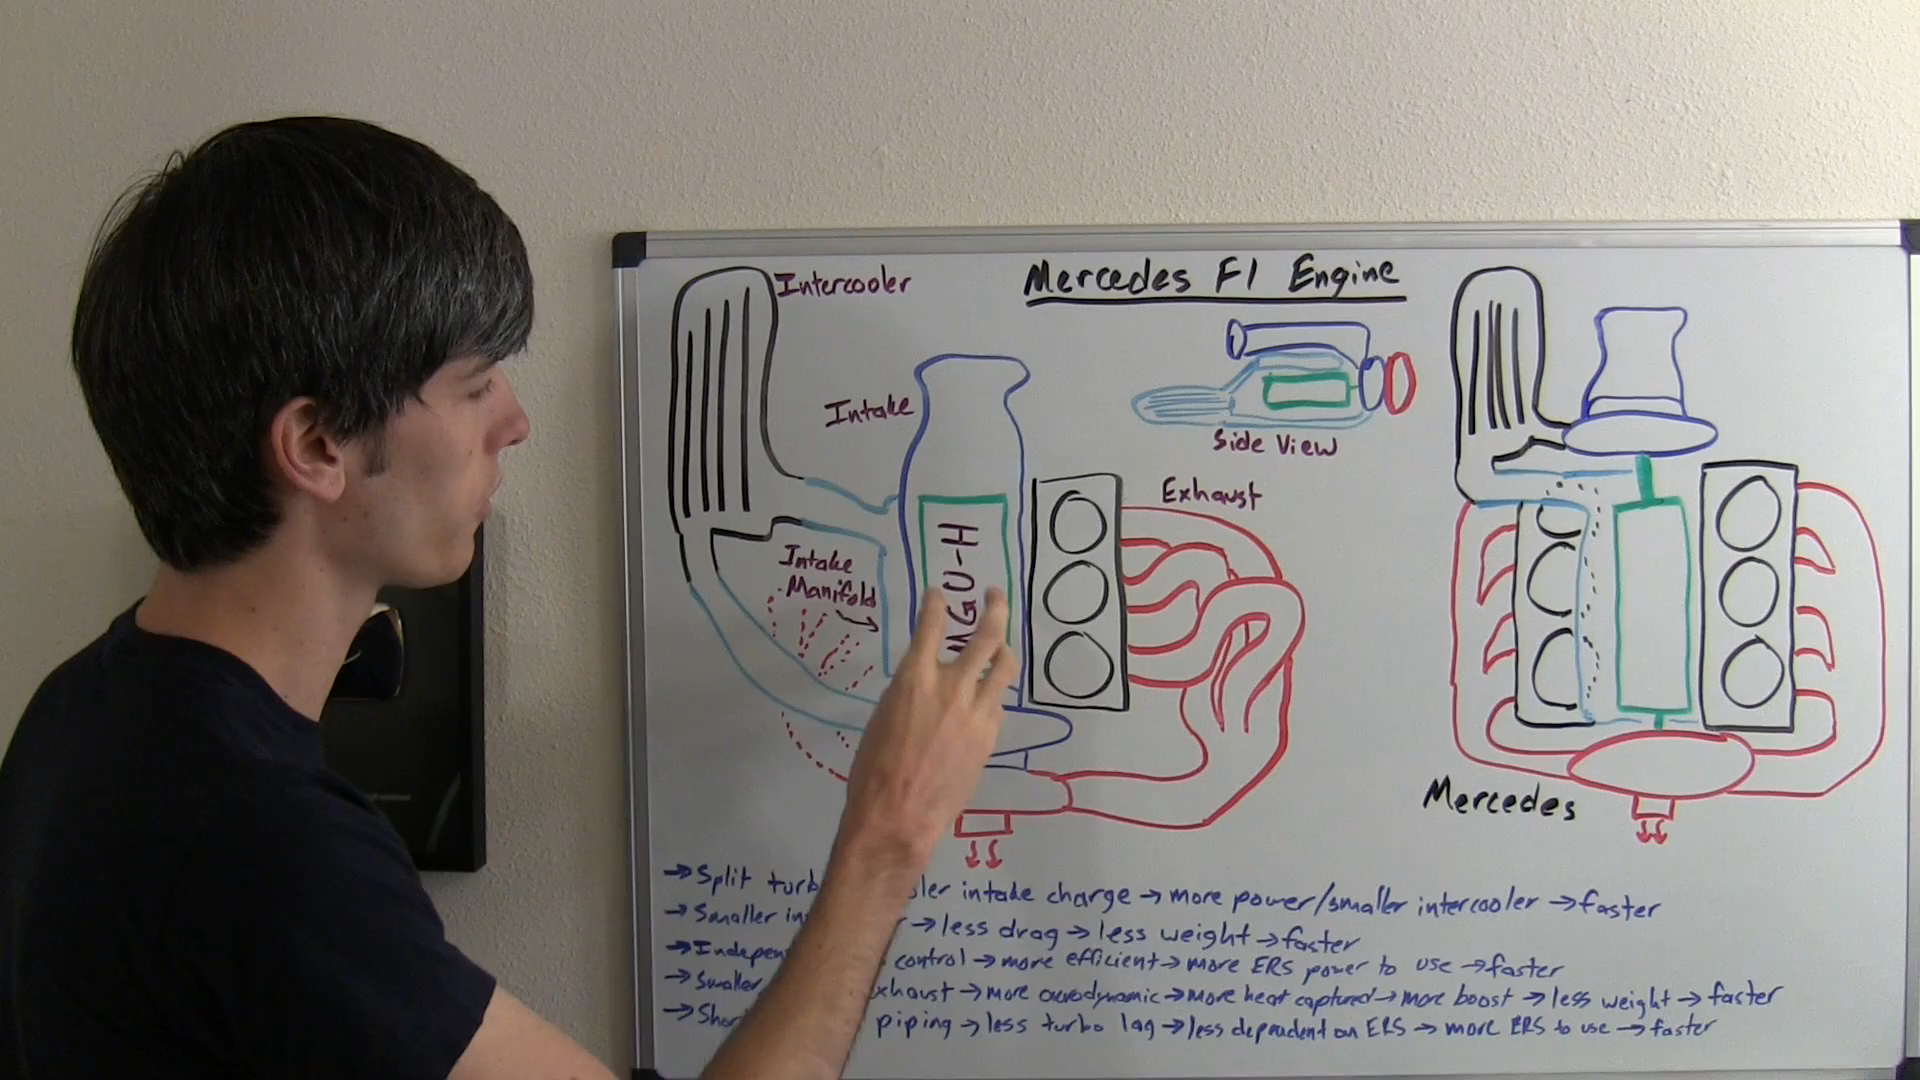 Mercedes F1 Engine
Intercooler
Intake
Side View
Exhaust
MGU-H
Intake
Manifold
Mercedes
→Split turb ler intake charge→more power/smaller intercooler→faster
→Smaller in r→less drag→less weight→faster
→Indepen control→more efficient→more ERS power to use→faster
→Smaller xhaust→more aerodynamic→more heat captured→more boost→less weight→faster
→Shor piping→less turbo lag→less dependent on ERS→more ERS to use→faster